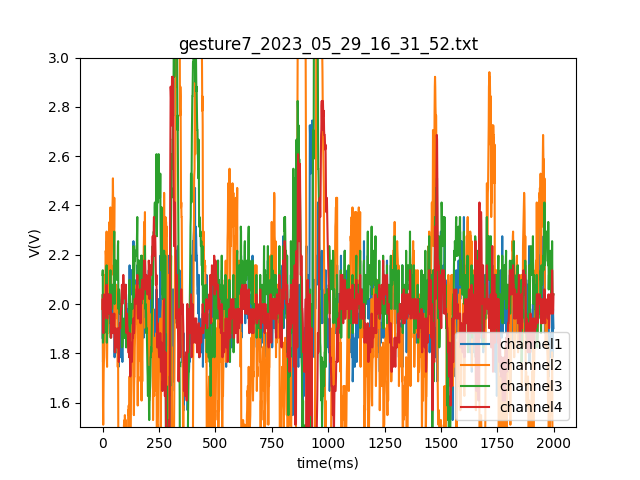 gesture7_2023_05_29_16_31_52.txt
3.0
2.8
2.6
2.4
2.2
2.0
1.8
1.6
V(V)
channel1
channel2
channel3
channel4
0 250 500 750 1000 1250 1500 1750 2000
time(ms)